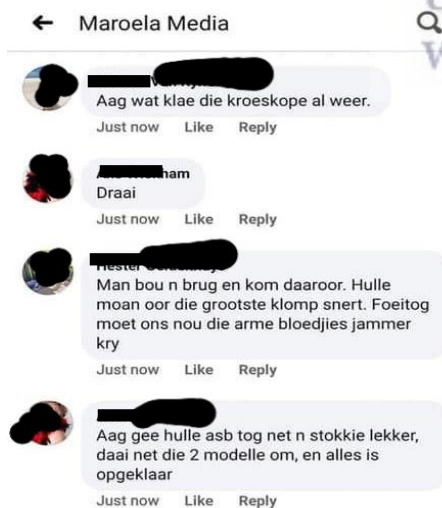 Maroela Media
Aag wat klae die kroeskope al weer.
Just now Like Reply
Draai
Just now Like Reply
Man bou n brug en kom daaroor. Hulle
moan oor die grootste klomp snert. Foeitog
moet ons nou die arme bloedjies jammer
kry
Just now Like Reply
Aag gee hulle asb tog net n stokkie lekker,
daai net die 2 modelle om, en alles is
opgeklaar
Just now Like Reply